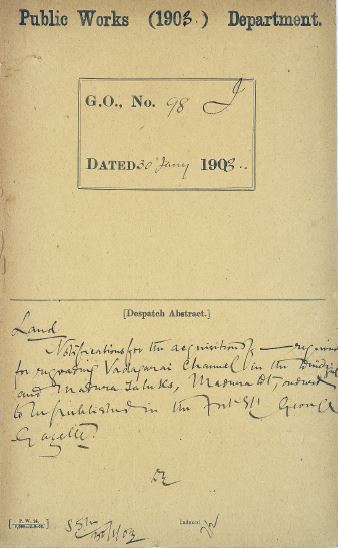 Public Works (1903.) Department.
G.O., No. 98 I
DATED 30 Jany 1903..
[Despatch Abstract.]
Land
Notifications for the acquisition of — required
for regrading Vadagarai Channel in the
and Madura Taluks, Madura Dt, ordered
to be published in the Fort St. George
Gazette.
Indexed